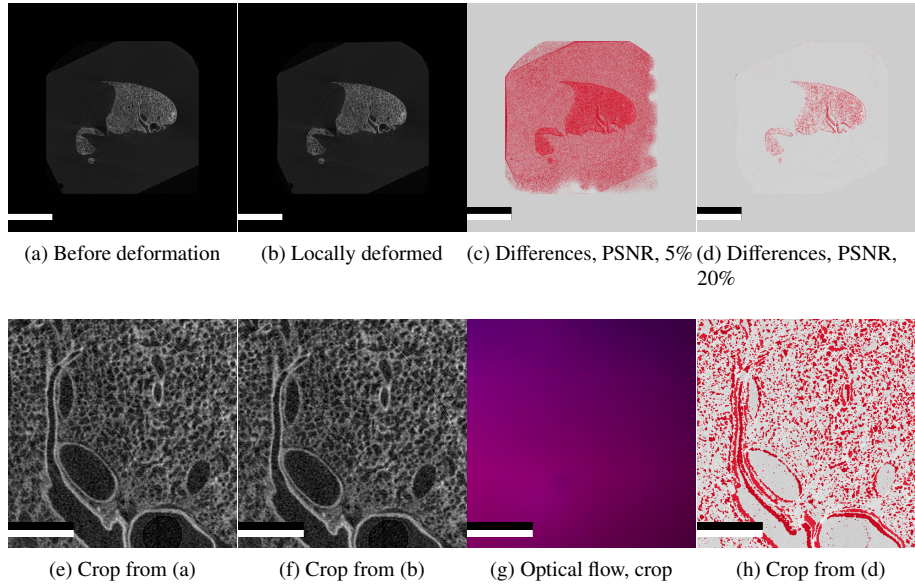 (a) Before deformation
(b) Locally deformed
(c) Differences, PSNR, 5%
(d) Differences, PSNR,
20%
(e) Crop from (a)
(f) Crop from (b)
(g) Optical flow, crop
(h) Crop from (d)